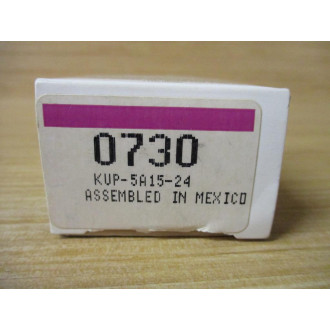 0730
KUP-5A15-24
ASSEMBLED IN MEXICO